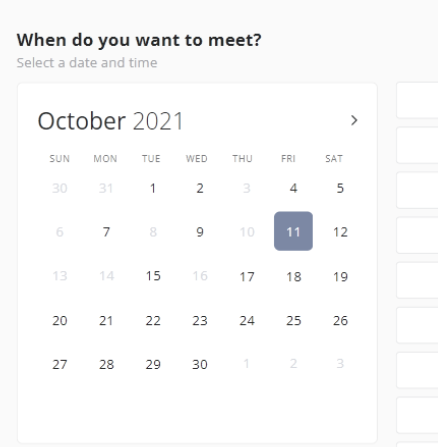 When do you want to meet?
Select a date and time
October 2021
SUN MON TUE WED THU FRI SAT
30 31 1 2 3 4 5
6 7 8 9 10 11 12
13 14 15 16 17 18 19
20 21 22 23 24 25 26
27 28 29 30 1 2 3